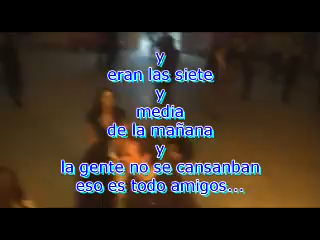 y
eran las siete
y
media
de la mañana
y
la gente no se cansanban
eso es todo amigos...